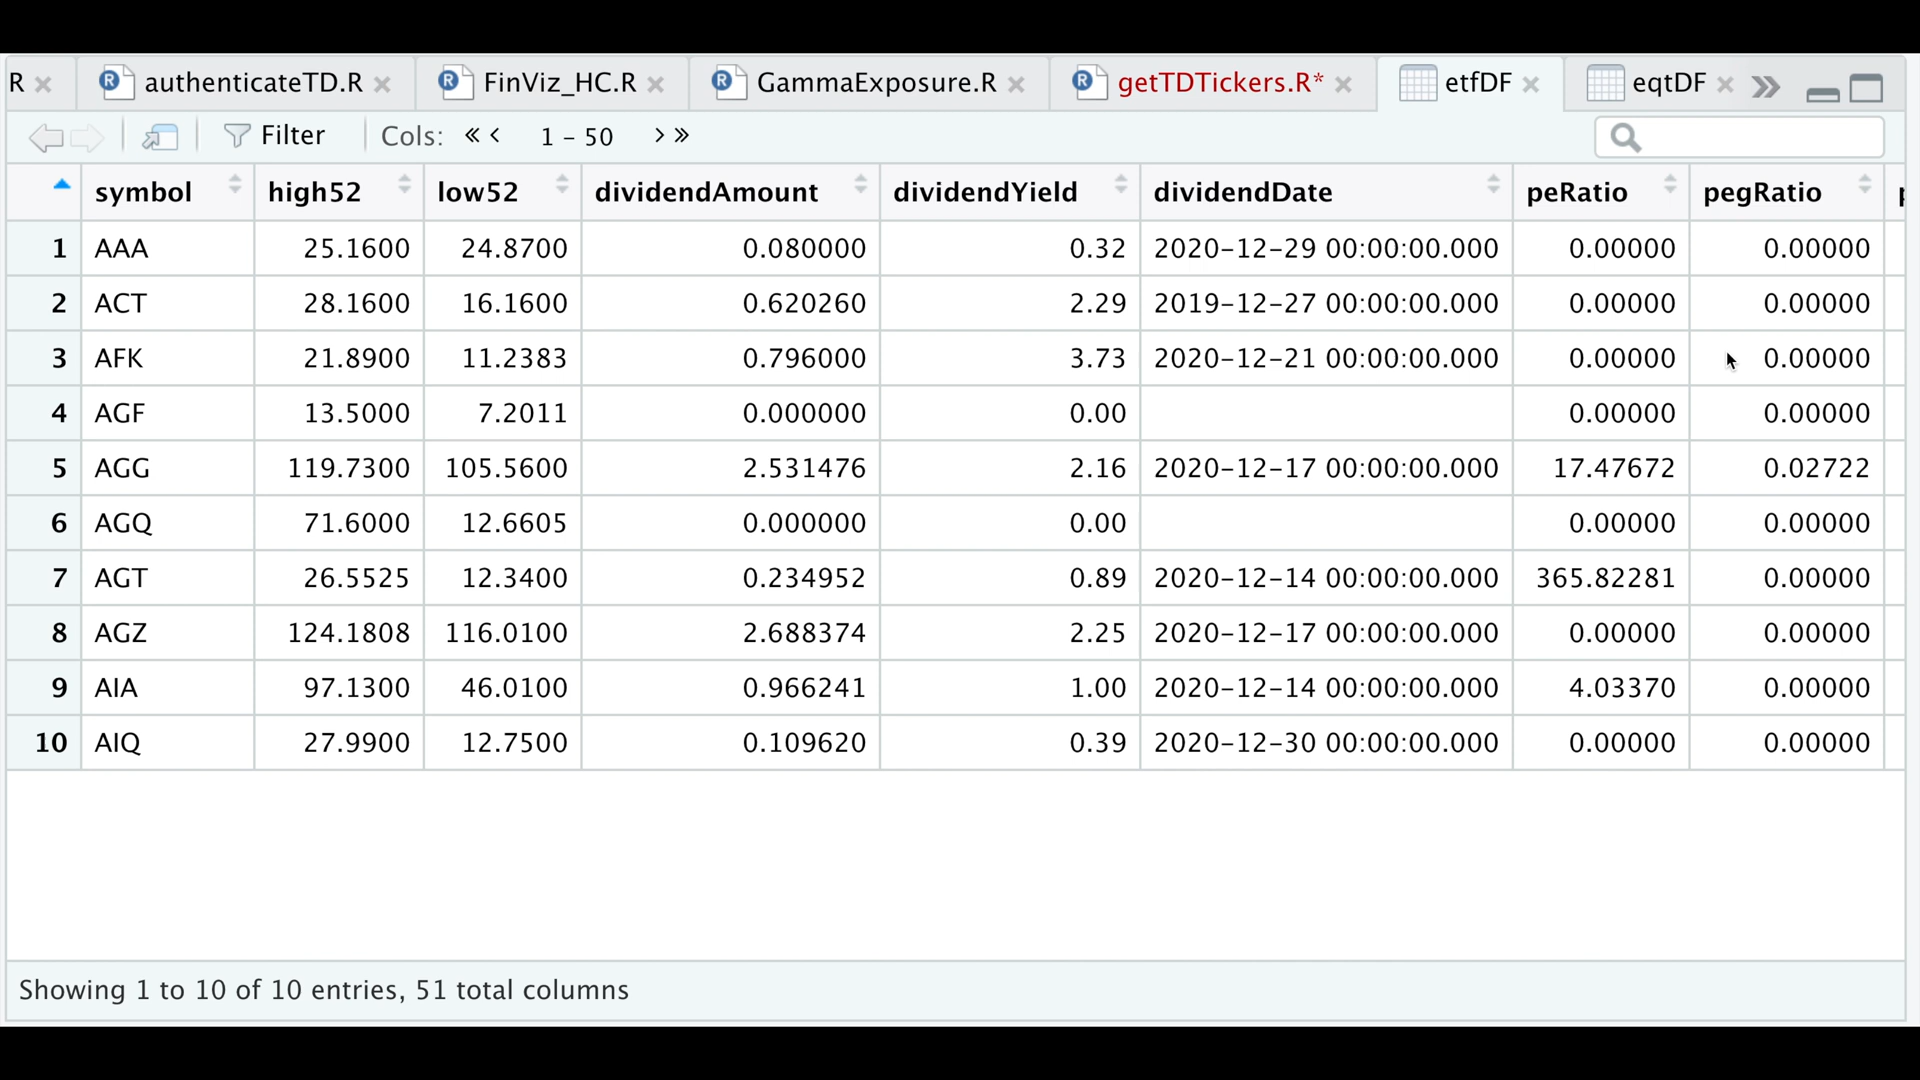 R authenticateTD.R FinViz_HC.R GammaExposure.R getTDTickers.R* etfDF eqtDF
Filter Cols: 1 - 50
symbol high52 low52 dividendAmount dividendYield dividendDate peRatio pegRatio
1 AAA 25.1600 24.8700 0.080000 0.32 2020-12-29 00:00:00.000 0.00000 0.00000
2 ACT 28.1600 16.1600 0.620260 2.29 2019-12-27 00:00:00.000 0.00000 0.00000
3 AFK 21.8900 11.2383 0.796000 3.73 2020-12-21 00:00:00.000 0.00000 0.00000
4 AGF 13.5000 7.2011 0.000000 0.00 0.00000 0.00000
5 AGG 119.7300 105.5600 2.531476 2.16 2020-12-17 00:00:00.000 17.47672 0.02722
6 AGQ 71.6000 12.6605 0.000000 0.00 0.00000 0.00000
7 AGT 26.5525 12.3400 0.234952 0.89 2020-12-14 00:00:00.000 365.82281 0.00000
8 AGZ 124.1808 116.0100 2.688374 2.25 2020-12-17 00:00:00.000 0.00000 0.00000
9 AIA 97.1300 46.0100 0.966241 1.00 2020-12-14 00:00:00.000 4.03370 0.00000
10 AIQ 27.9900 12.7500 0.109620 0.39 2020-12-30 00:00:00.000 0.00000 0.00000
Showing 1 to 10 of 10 entries, 51 total columns